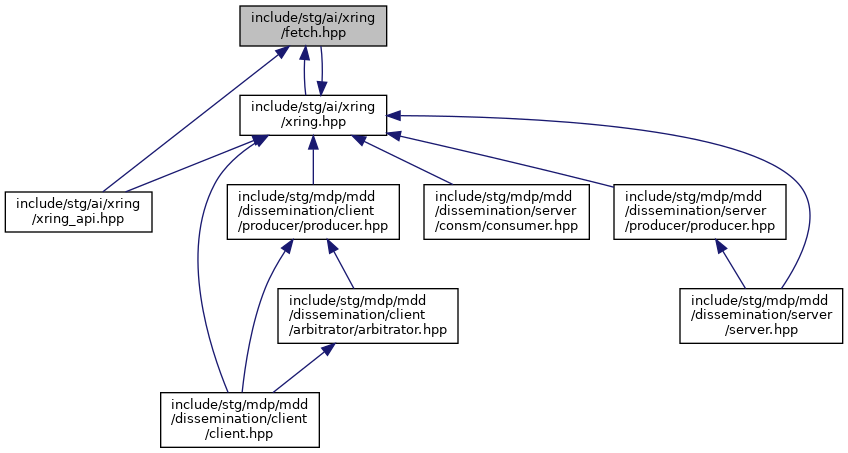 include/stg/ai/xring
/fetch.hpp
include/stg/ai/xring
/xring.hpp
include/stg/ai/xring
/xring_api.hpp
include/stg/mdp/mdd
/dissemination/client
/producer/producer.hpp
include/stg/mdp/mdd
/dissemination/server
/consm/consumer.hpp
include/stg/mdp/mdd
/dissemination/server
/producer/producer.hpp
include/stg/mdp/mdd
/dissemination/client
/arbitrator/arbitrator.hpp
include/stg/mdp/mdd
/dissemination/server
/server.hpp
include/stg/mdp/mdd
/dissemination/client
/client.hpp